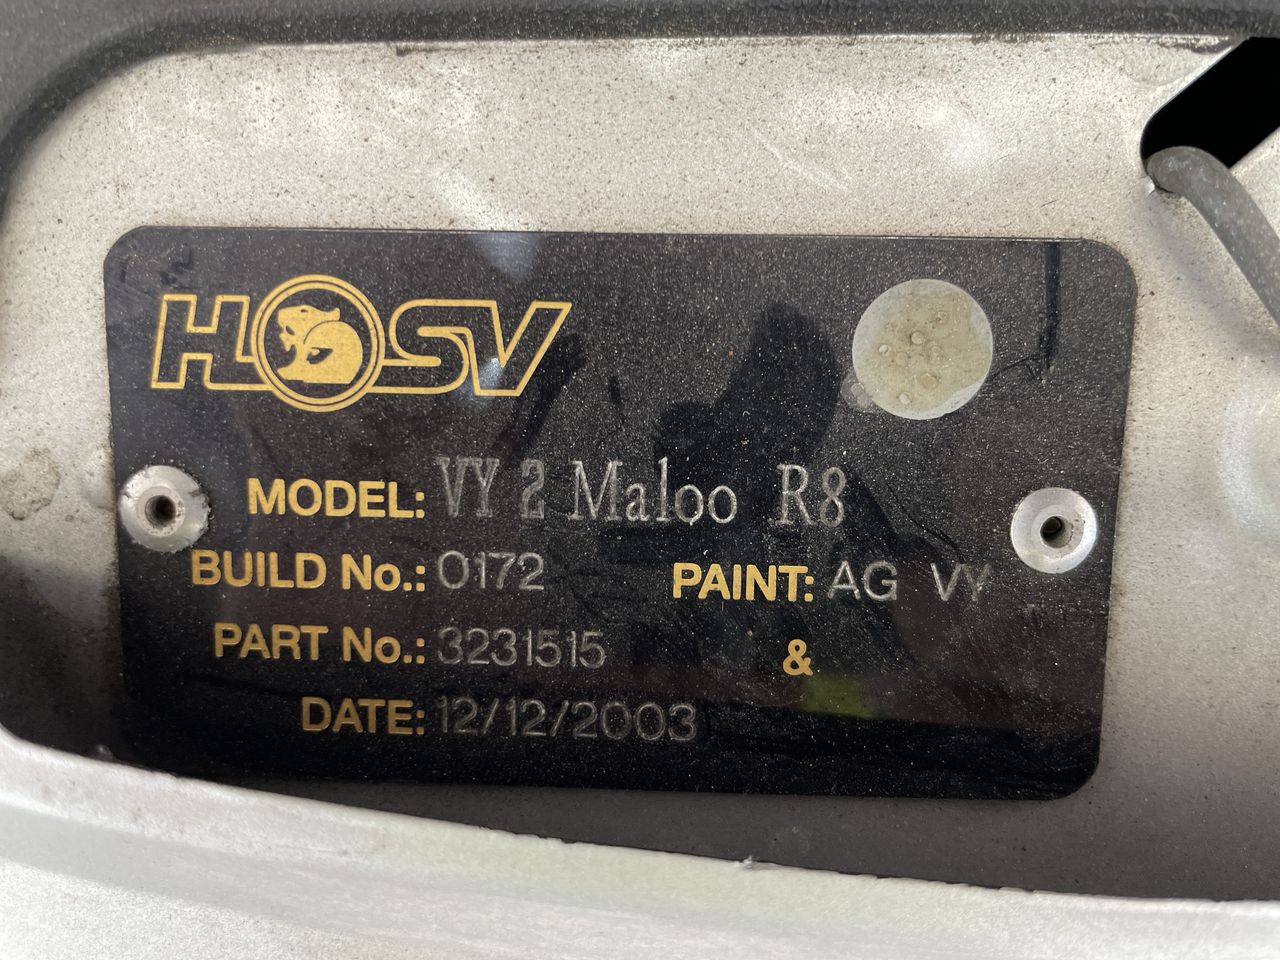 HSV
MODEL: VY 2 Maloo R8
BUILD No.: 0172 PAINT: AG VY
PART No.: 3231515 &
DATE: 12/12/2003